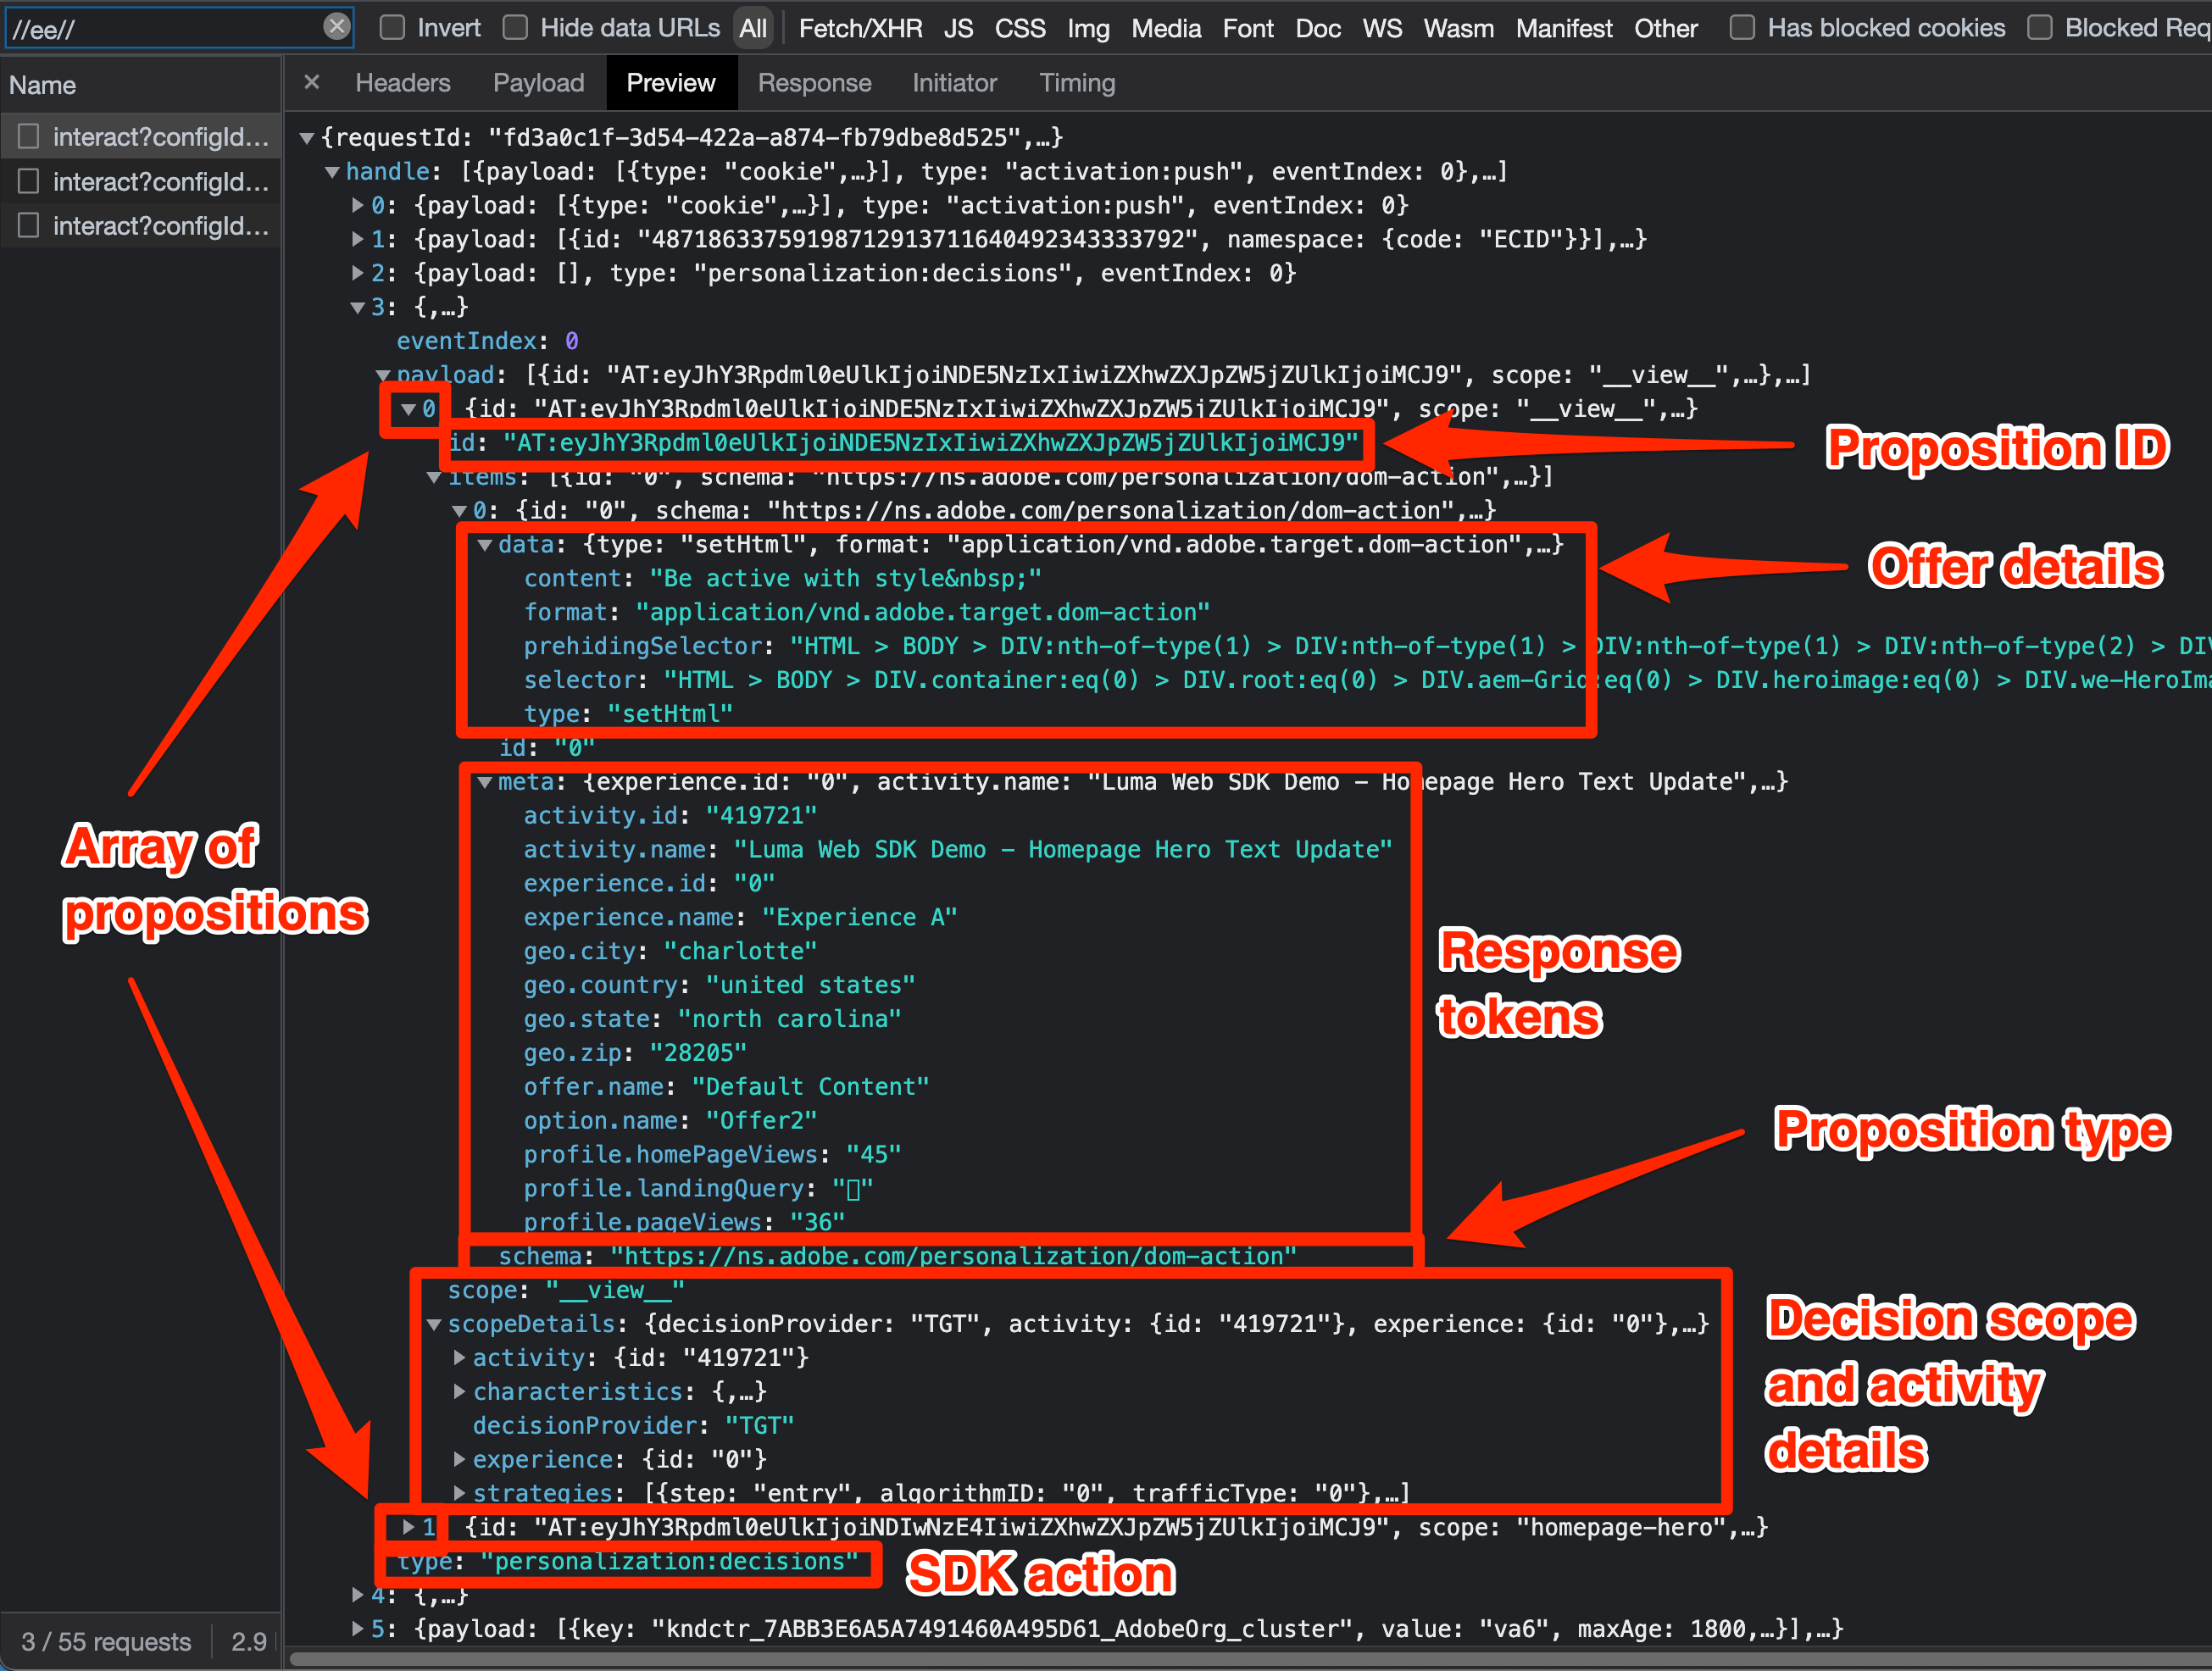 //ee//
Invert
Hide data URLs
All
Fetch/XHR JS CSS Img Media Font Doc WS Wasm Manifest Other
Has blocked cookies
Blocked Req
Name
Headers Payload Preview Response Initiator Timing
interact?configId…
interact?configId…
interact?configId…
{requestId: "fd3a0c1f-3d54-422a-a874-fb79dbe8d525",…}
handle: [{payload: [{type: "cookie",…}], type: "activation:push", eventIndex: 0},…]
0: {payload: [{type: "cookie",…}], type: "activation:push", eventIndex: 0}
1: {payload: [{id: "48718633759198712913711640492343333792", namespace: {code: "ECID"}}],…}
2: {payload: [], type: "personalization:decisions", eventIndex: 0}
3: {,…}
eventIndex: 0
payload: [{id: "AT:eyJhY3Rpdml0eUlkIjoiNDE5NzIxIiwiZXhwZXJpZW5jZUlkIjoiMCJ9", scope: "__view__",…},…]
0 {id: "AT:eyJhY3Rpdml0eUlkIjoiNDE5NzIxIiwiZXhwZXJpZW5jZUlkIjoiMCJ9", scope: "__view__",…}
id: "AT:eyJhY3Rpdml0eUlkIjoiNDE5NzIxIiwiZXhwZXJpZW5jZUlkIjoiMCJ9"
Proposition ID
items: [{id: "0", schema: "https://ns.adobe.com/personalization/dom-action",…}]
0: {id: "0", schema: "https://ns.adobe.com/personalization/dom-action",…}
data: {type: "setHtml", format: "application/vnd.adobe.target.dom-action",…}
Offer details
content: "Be active with style&nbsp;"
format: "application/vnd.adobe.target.dom-action"
prehidingSelector: "HTML > BODY > DIV:nth-of-type(1) > DIV:nth-of-type(1) > DIV:nth-of-type(1) > DIV:nth-of-type(2) > DIV
selector: "HTML > BODY > DIV.container:eq(0) > DIV.root:eq(0) > DIV.aem-Grid:eq(0) > DIV.heroimage:eq(0) > DIV.we-HeroIma
type: "setHtml"
id: "0"
meta: {experience.id: "0", activity.name: "Luma Web SDK Demo – Homepage Hero Text Update",…}
activity.id: "419721"
activity.name: "Luma Web SDK Demo – Homepage Hero Text Update"
experience.id: "0"
experience.name: "Experience A"
geo.city: "charlotte"
geo.country: "united states"
geo.state: "north carolina"
geo.zip: "28205"
offer.name: "Default Content"
option.name: "Offer2"
profile.homePageViews: "45"
profile.landingQuery: "▯"
profile.pageViews: "36"
Array of
propositions
Response
tokens
Proposition type
schema: "https://ns.adobe.com/personalization/dom-action"
scope: "__view__"
scopeDetails: {decisionProvider: "TGT", activity: {id: "419721"}, experience: {id: "0"},…}
activity: {id: "419721"}
characteristics: {,…}
decisionProvider: "TGT"
experience: {id: "0"}
strategies: [{step: "entry", algorithmID: "0", trafficType: "0"},…]
Decision scope
and activity
details
1 {id: "AT:eyJhY3Rpdml0eUlkIjoiNDIwNzE4IiwiZXhwZXJpZW5jZUlkIjoiMCJ9", scope: "homepage-hero",…}
type: "personalization:decisions"
SDK action
4: {,…}
5: {payload: [{key: "kndctr_7ABB3E6A5A7491460A495D61_AdobeOrg_cluster", value: "va6", maxAge: 1800,…}],…}
3 / 55 requests
2.9